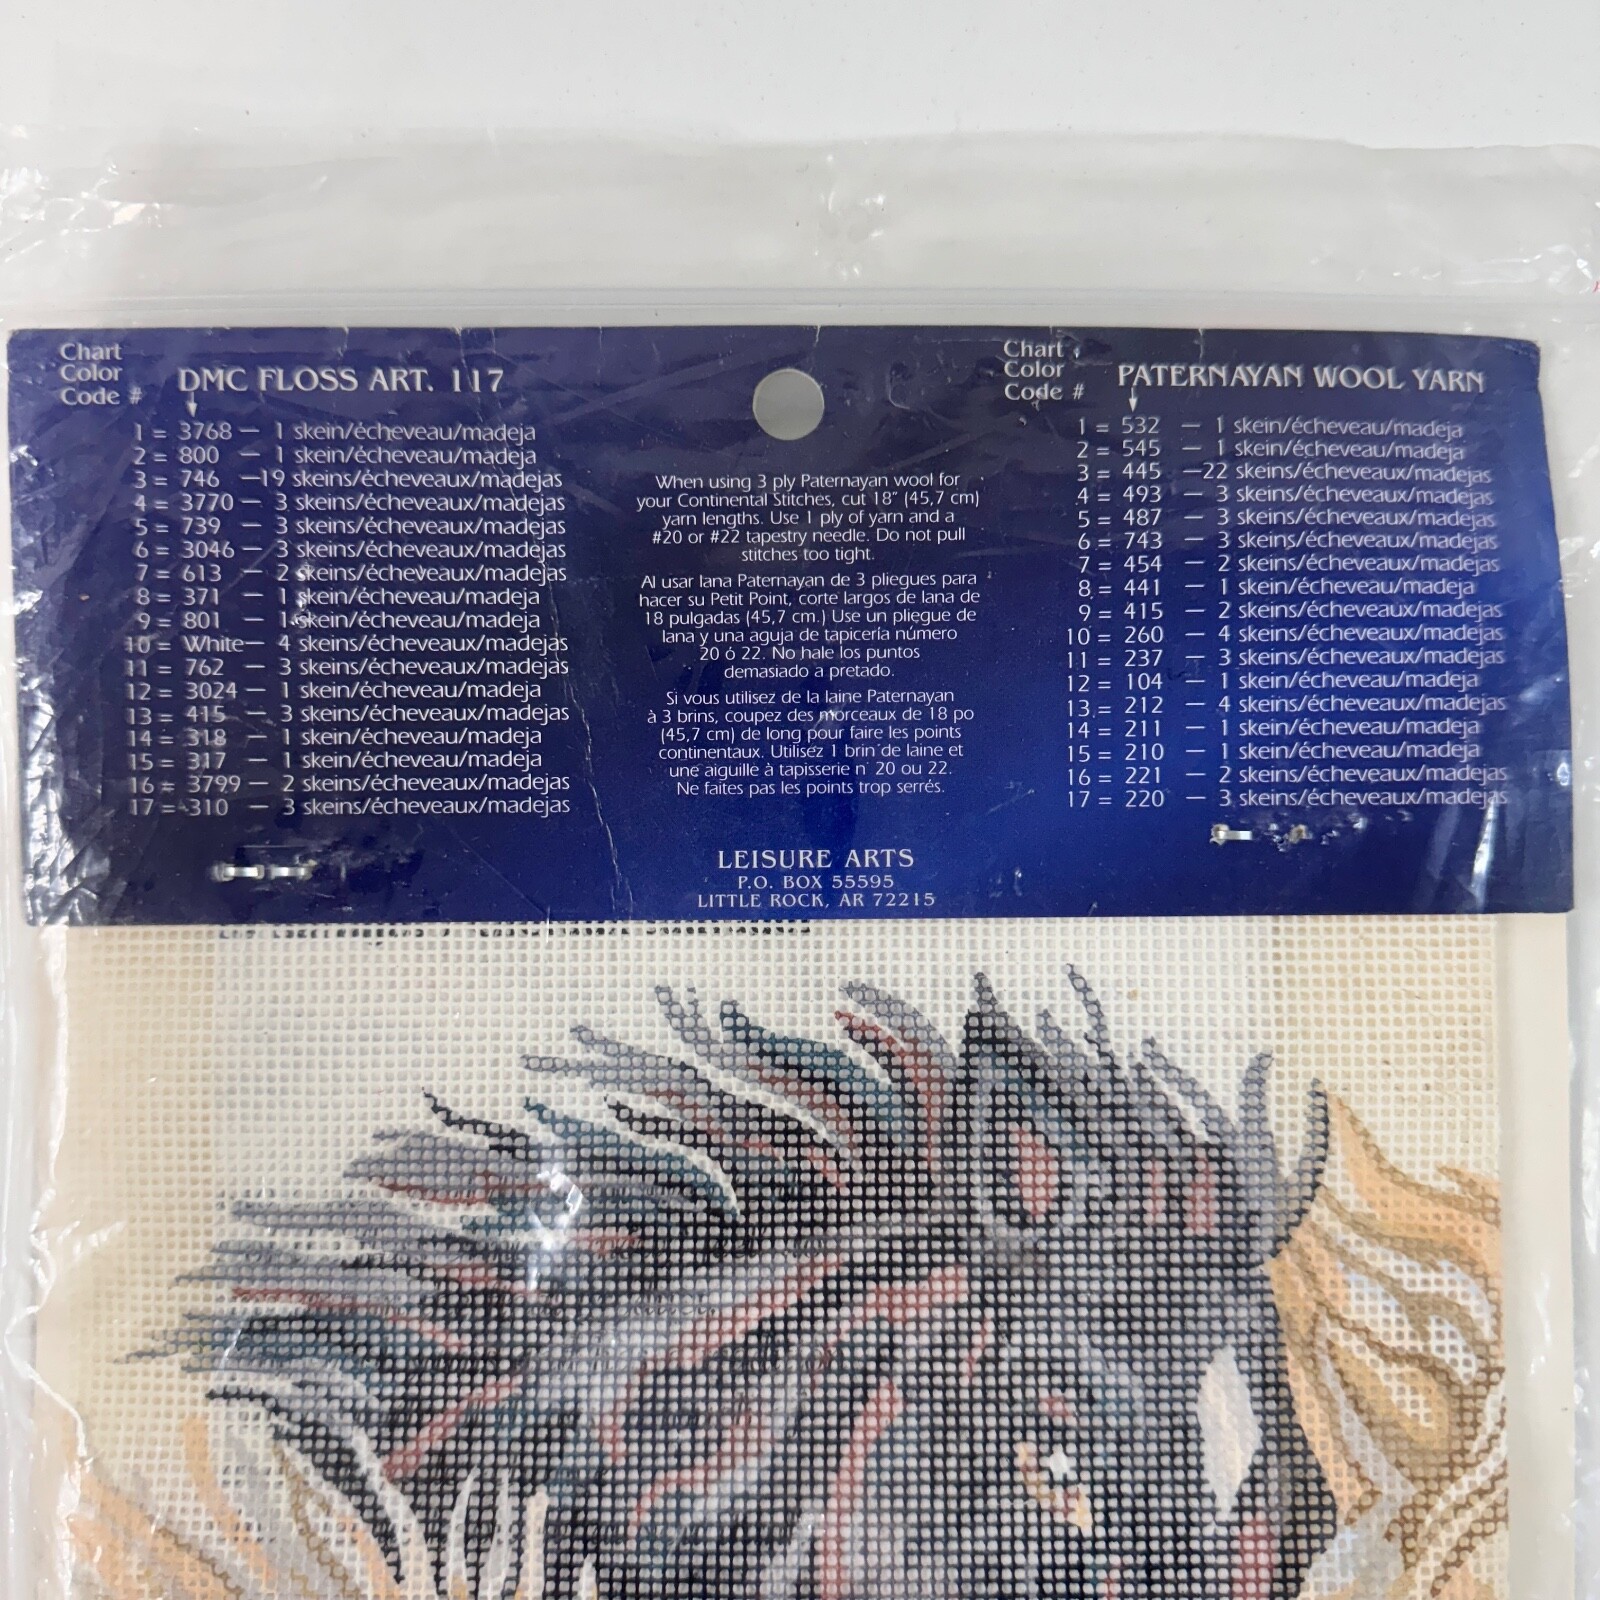 Chart
Color
Code #
DMC FLOSS ART. 117
1 = 3768 — 1 skein/écheveau/madeja
2 = 800 — 1 skein/écheveau/madeja
3 = 746 —19 skeins/écheveaux/madejas
4 = 3770 — 3 skeins/écheveaux/madejas
5 = 739 — 3 skeins/écheveaux/madejas
6 = 3046 — 3 skeins/écheveaux/madejas
7 = 613 — 2 skeins/écheveaux/madejas
8 = 371 — 1 skein/écheveau/madeja
9 = 801 — 1 skein/écheveau/madeja
10 = White— 4 skeins/écheveaux/madejas
11 = 762 — 3 skeins/écheveaux/madejas
12 = 3024 — 1 skein/écheveau/madeja
13 = 415 — 3 skeins/écheveaux/madejas
14 = 318 — 1 skein/écheveau/madeja
15 = 317 — 1 skein/écheveau/madeja
16 = 3799 — 2 skeins/écheveaux/madejas
17 = 310 — 3 skeins/écheveaux/madejas
When using 3 ply Paternayan wool for
your Continental Stitches, cut 18" (45,7 cm)
yarn lengths. Use 1 ply of yarn and a
#20 or #22 tapestry needle. Do not pull
stitches too tight.
Al usar lana Paternayan de 3 pliegues para
hacer su Petit Point, corte largos de lana de
18 pulgadas (45,7 cm.) Use un pliegue de
lana y una aguja de tapicería número
20 ó 22. No hale los puntos
demasiado a pretado.
Si vous utilisez de la laine Paternayan
à 3 brins, coupez des morceaux de 18 po
(45,7 cm) de long pour faire les points
continentaux. Utilisez 1 brin de laine et
une aiguille à tapisserie n° 20 ou 22.
Ne faites pas les points trop serrés.
LEISURE ARTS
P.O. BOX 55595
LITTLE ROCK, AR 72215
Chart
Color
Code #
PATERNAYAN WOOL YARN
1 = 532 — 1 skein/écheveau/madeja
2 = 545 — 1 skein/écheveau/madeja
3 = 445 —22 skeins/écheveaux/madejas
4 = 493 — 3 skeins/écheveaux/madejas
5 = 487 — 3 skeins/écheveaux/madejas
6 = 743 — 3 skeins/écheveaux/madejas
7 = 454 — 2 skeins/écheveaux/madejas
8 = 441 — 1 skein/écheveau/madeja
9 = 415 — 2 skeins/écheveaux/madejas
10 = 260 — 4 skeins/écheveaux/madejas
11 = 237 — 3 skeins/écheveaux/madejas
12 = 104 — 1 skein/écheveau/madeja
13 = 212 — 4 skeins/écheveaux/madejas
14 = 211 — 1 skein/écheveau/madeja
15 = 210 — 1 skein/écheveau/madeja
16 = 221 — 2 skeins/écheveaux/madejas
17 = 220 — 3 skeins/écheveaux/madejas